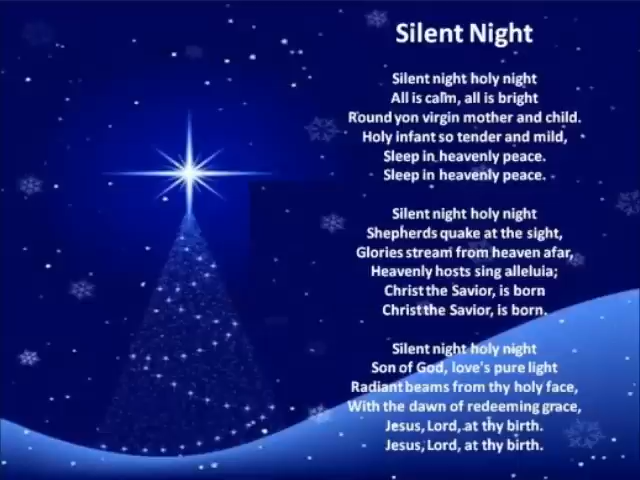 Silent Night
Silent night holy night
All is calm, all is bright
Round yon virgin mother and child.
Holy infant so tender and mild,
Sleep in heavenly peace.
Sleep in heavenly peace.
Silent night holy night
Shepherds quake at the sight,
Glories stream from heaven afar,
Heavenly hosts sing alleluia;
Christ the Savior, is born
Christ the Savior, is born.
Silent night holy night
Son of God, love's pure light
Radiant beams from thy holy face,
With the dawn of redeeming grace,
Jesus, Lord, at thy birth.
Jesus, Lord, at thy birth.